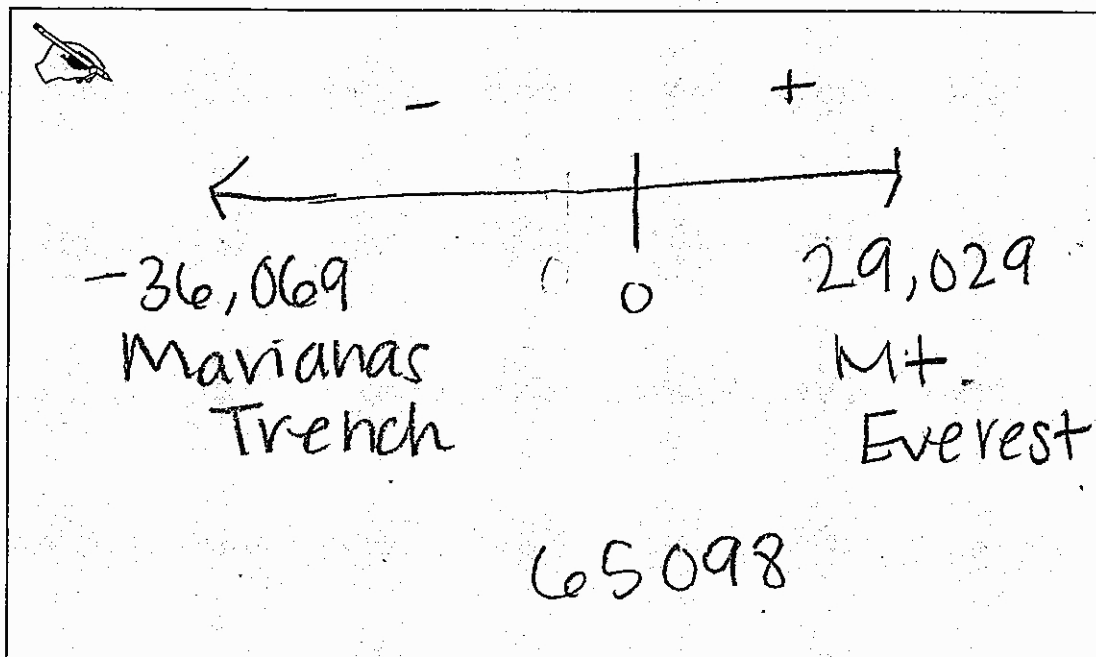 - +
0
-36,069 29,029
Marianas Mt.
Trench Everest
65098